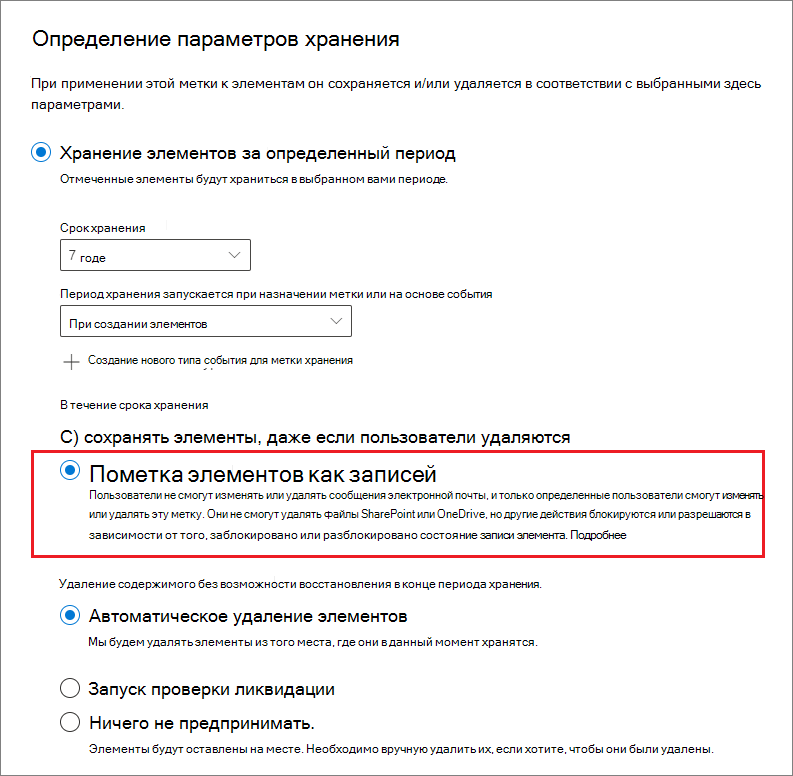 Определение параметров хранения
При применении этой метки к элементам он сохраняется и/или удаляется в соответствии с выбранными здесь
параметрами.
Хранение элементов за определенный период
Отмеченные элементы будут храниться в выбранном вами периоде.
Срок хранения
7 годе
Период хранения запускается при назначении метки или на основе события
При создании элементов
Создание нового типа события для метки хранения
В течение срока хранения
С) сохранять элементы, даже если пользователи удаляются
Пометка элементов как записей
Пользователи не смогут изменять или удалять сообщения электронной почты, и только определенные пользователи смогут изменять
или удалять эту метку. Они не смогут удалять файлы SharePoint или OneDrive, но другие действия блокируются или разрешаются в
зависимости от того, заблокировано или разблокировано состояние записи элемента. Подробнее
Удаление содержимого без возможности восстановления в конце периода хранения.
Автоматическое удаление элементов
Мы будем удалять элементы из того места, где они в данный момент хранятся.
Запуск проверки ликвидации
Ничего не предпринимать.
Элементы будут оставлены на месте. Необходимо вручную удалить их, если хотите, чтобы они были удалены.